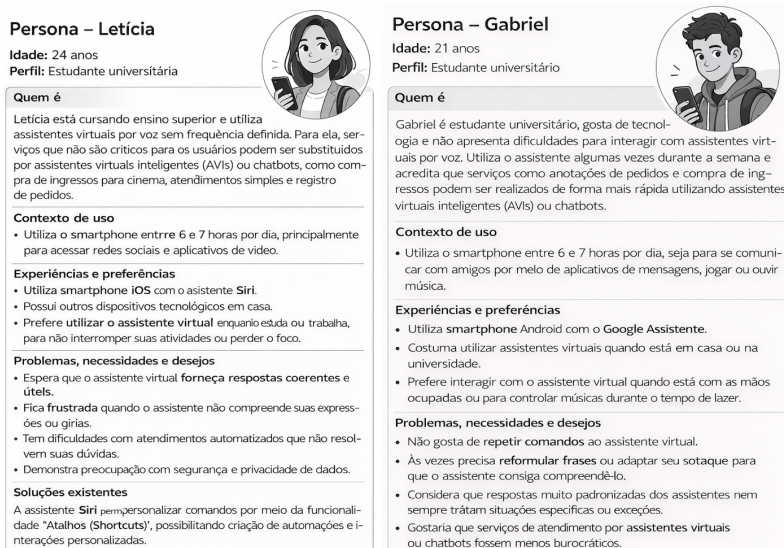 Persona – Letícia
Idade: 24 anos
Perfil: Estudante universítária
Quem é
Letícia está cursando ensino superior e utiliza
assistentes virtuais por voz sem frequência definida. Para ela, ser-
viços que não são criticos para os usuários podem ser substituidos
por assistentes virtuals inteligentes (AVIs) ou chatbots, como com-
pra de ingressos para cinema, atendimentos simples e registro
de pedidos.
Contexto de uso
• Utiliza o smartphone entrre 6 e 7 horas por dia, principalmente
para acessar redes sociais e aplicativos de video.
Experiéncias e preferências
• Utiliza smartphone iOS com o asistente Siri.
• Possui outros dispositivos tecnológicos em casa.
• Prefere utilizar o assistente virtual enquanio estuda ou trabalha,
para não interromper suas atividades ou perder o foco.
Problemas, necessidades e desejos
• Espera que o assistente virtual forneça respostas coerentes e
útels.
• Fica frustrada quando o assistente não compreende suas express-
ões ou girias.
• Tem dificuldades com atendimentos automatizados que não resol-
vem suas dúvidas.
• Demonstra preocupação com segurança e privacidade de dados.
Soluções existentes
A assistente Siri personalizar comandos por meio da funcionali-
dade "Atalhos (Shortcuts)', possibilitando criação de automações e i-
nterações personalizadas.
Persona – Gabriel
Idade: 21 anos
Perfil: Estudante universitário
Quem é
Gabriel é estudante universitário, gosta de tecnol-
ogia e não apresenta dificuldades para interagir com assistentes virt-
uais por voz. Utiliza o assistente algumas vezes durante a semana e
acredita que serviços como anotações de pedidos e compra de ing-
ressos podem ser realizados de forma mais rápida utilizando assistentes
virtuais inteligentes (AVIs) ou chatbots.
Contexto de uso
• Utiliza o smartphone entre 6 e 7 horas por dia, seja para se comuni-
car com amigos por melo de aplicativos de mensagens, jogar ou ouvir
música.
Experiéncias e preferéncias
• Utiliza smartphone Android com o Google Assistente.
• Costuma utilizar assistentes virtuais quando está em casa ou na
universidade.
• Prefere interagir com o assistente virtual quando está com as mãos
ocupadas ou para controlar músicas durante o tempo de lazer.
Problemas, necessidades e desejos
• Não gosta de repetir comandos ao assistente virtual.
• Às vezes precisa reformular frases ou adaptar seu sotaque para
que o assistente consiga compreendê-lo.
• Considera que respostas muito padronizadas dos assistentes nem
sempre trátam situações especificas ou exceções.
• Gostaria que serviços de atendimento por assistentes virtuais
ou chatbots fossem menos burocráticos.